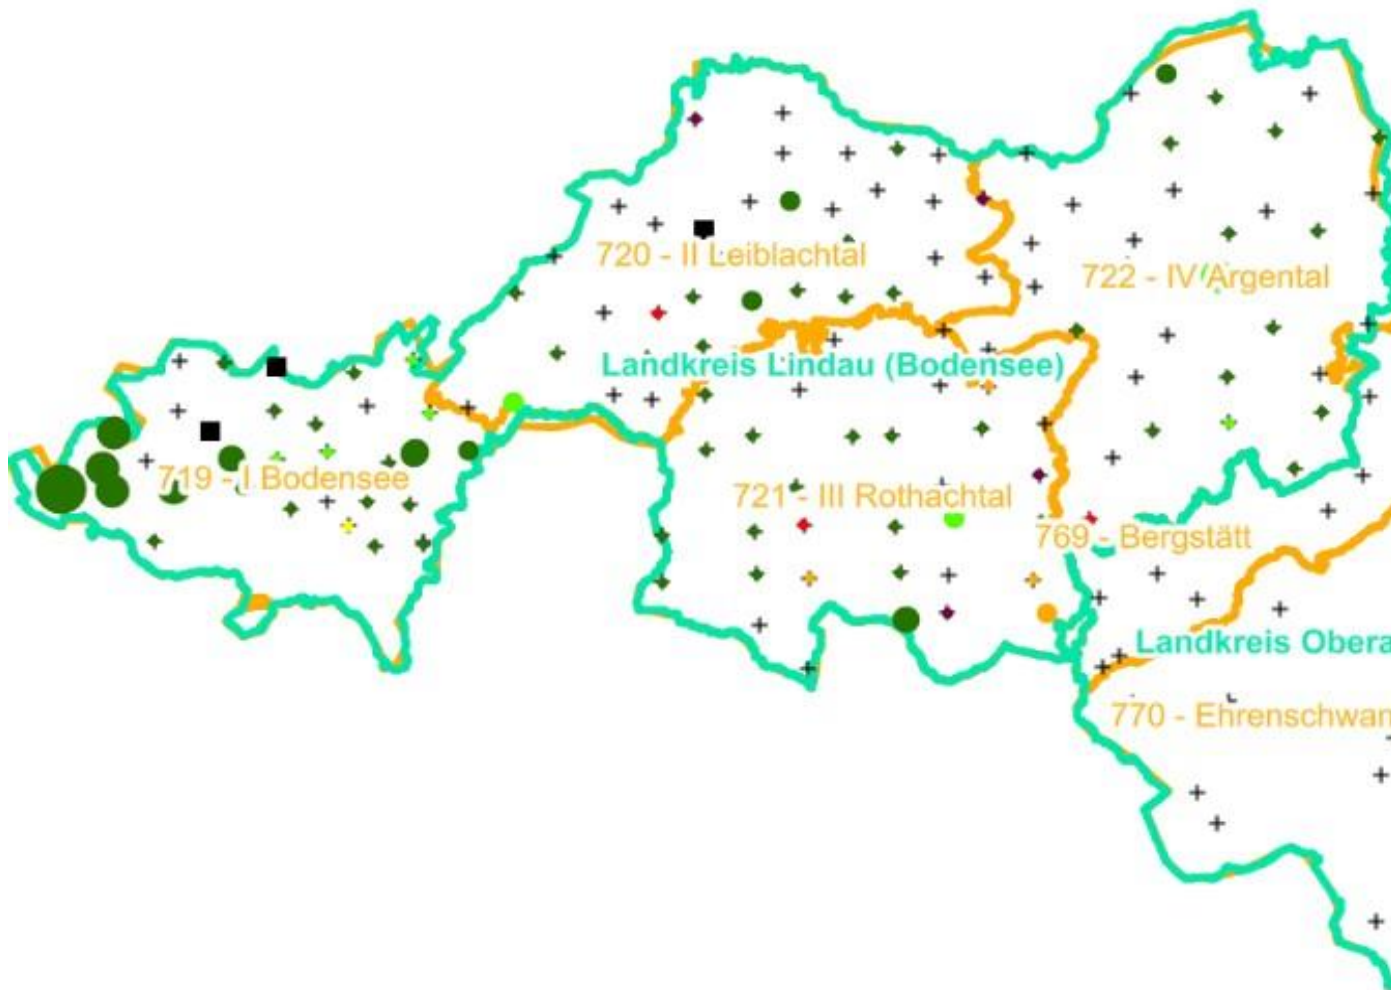 720 - II Leiblachtal
722 - IV Argental
Landkreis Lindau (Bodensee)
719 - I Bodensee
721 - III Rothachtal
769 - Bergstätt
Landkreis Obera
770 - Ehrenschwan